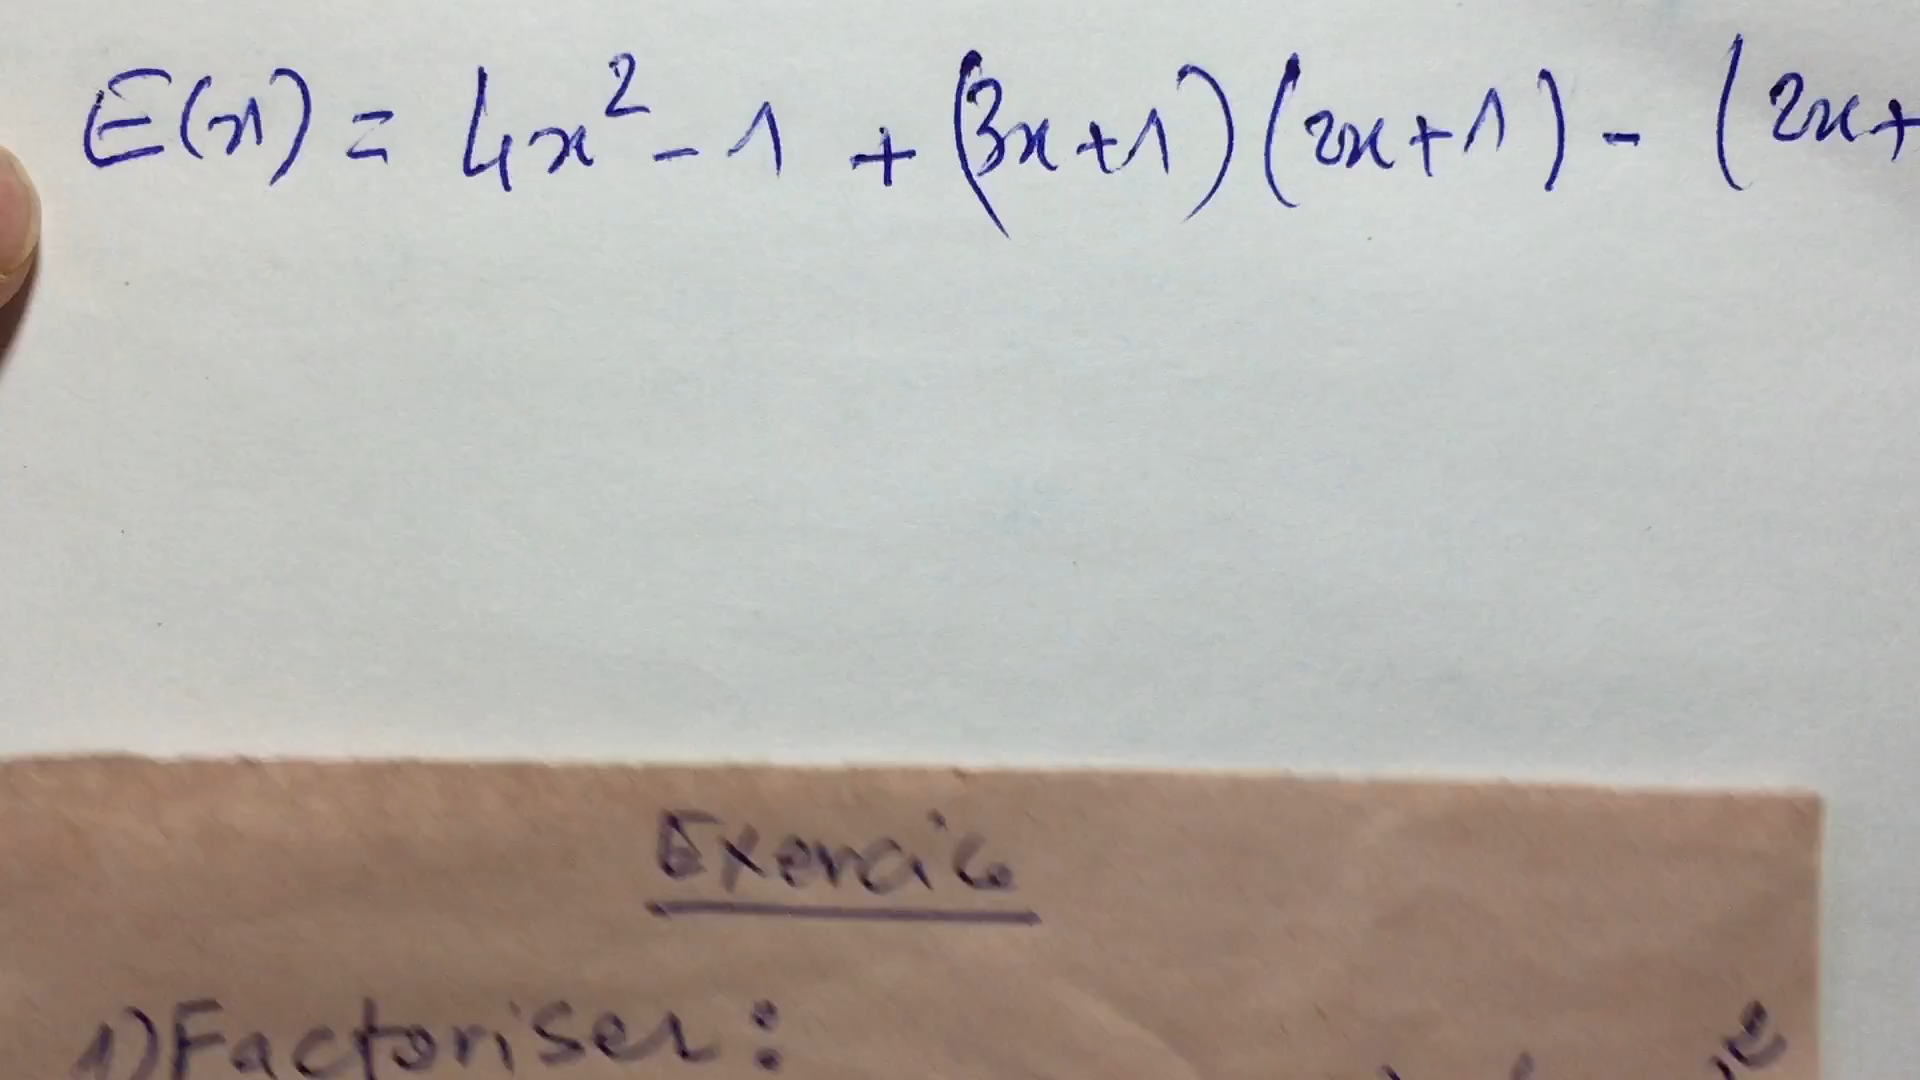 E(x) = 4x² - 1 + (3x+1)(2x+1) - (2x+
Exercice
1) Factoriser :